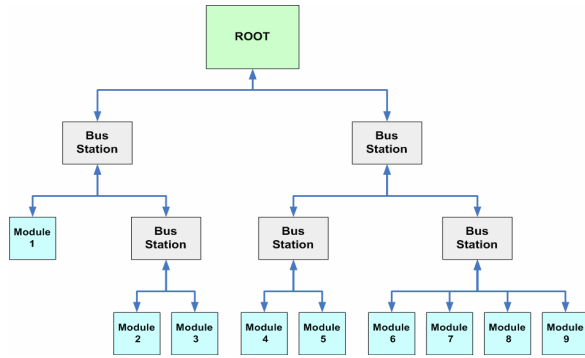 ROOT
Bus
Station
Bus
Station
Module
1
Bus
Station
Bus
Station
Bus
Station
Module
2
Module
3
Module
4
Module
5
Module
6
Module
7
Module
8
Module
9